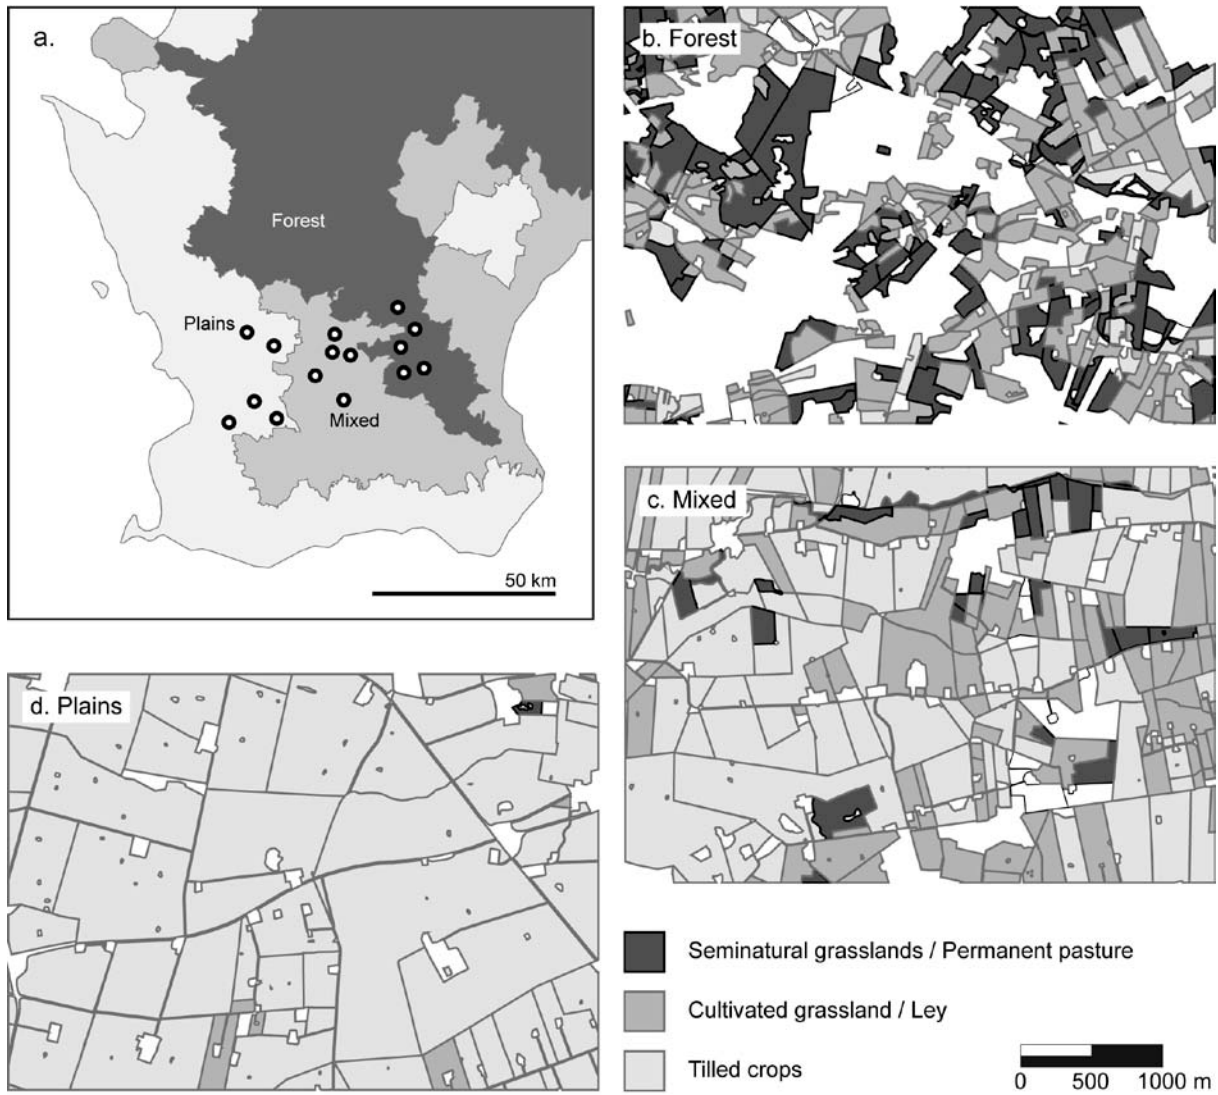 a.
Forest
Plains
Mixed
50 km
b. Forest
c. Mixed
d. Plains
Seminatural grasslands / Permanent pasture
Cultivated grassland / Ley
Tilled crops
0 500 1000 m